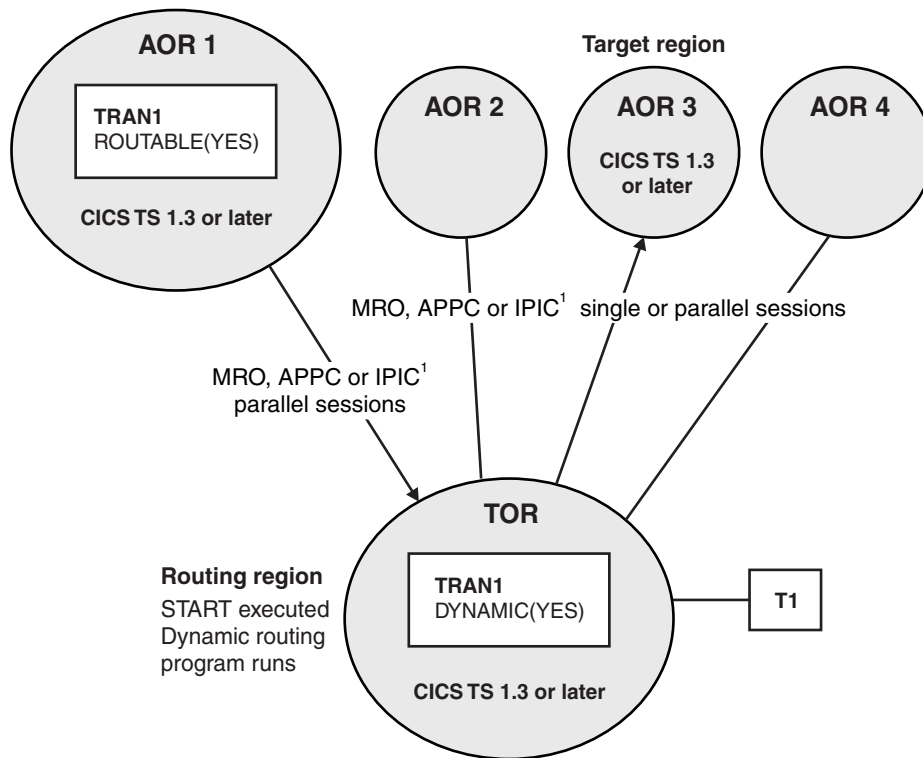 AOR 1
TRAN1
ROUTABLE(YES)
CICS TS 1.3 or later
AOR 2
Target region
AOR 3
CICS TS 1.3
or later
AOR 4
MRO, APPC or IPIC¹
parallel sessions
MRO, APPC or IPIC¹ single or parallel sessions
TOR
TRAN1
DYNAMIC(YES)
CICS TS 1.3 or later
Routing region
START executed
Dynamic routing
program runs
T1